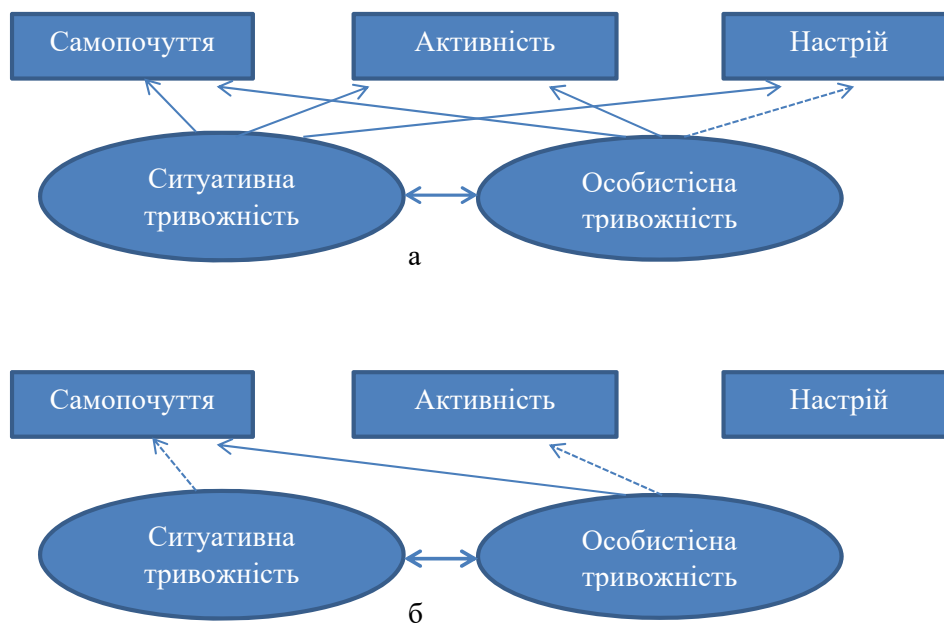 Самопочуття
Активність
Настрій
Ситуативна
тривожність
Особистісна
тривожність
а
Самопочуття
Активність
Настрій
Ситуативна
тривожність
Особистісна
тривожність
б